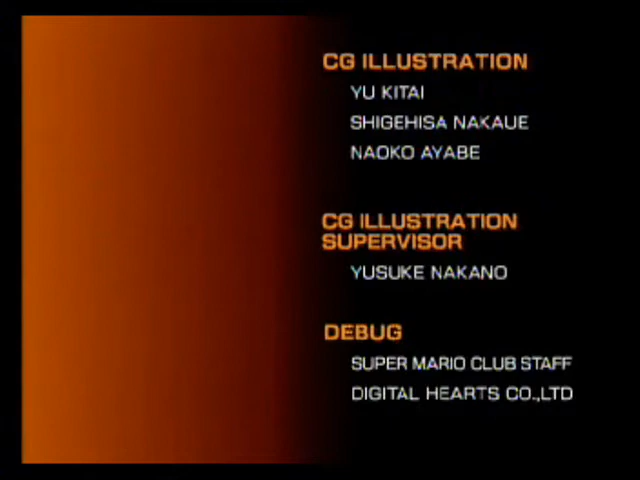 CG ILLUSTRATION
YU KITAI
SHIGEHISA NAKAUE
NAOKO AYABE
CG ILLUSTRATION
SUPERVISOR
YUSUKE NAKANO
DEBUG
SUPER MARIO CLUB STAFF
DIGITAL HEARTS CO.,LTD